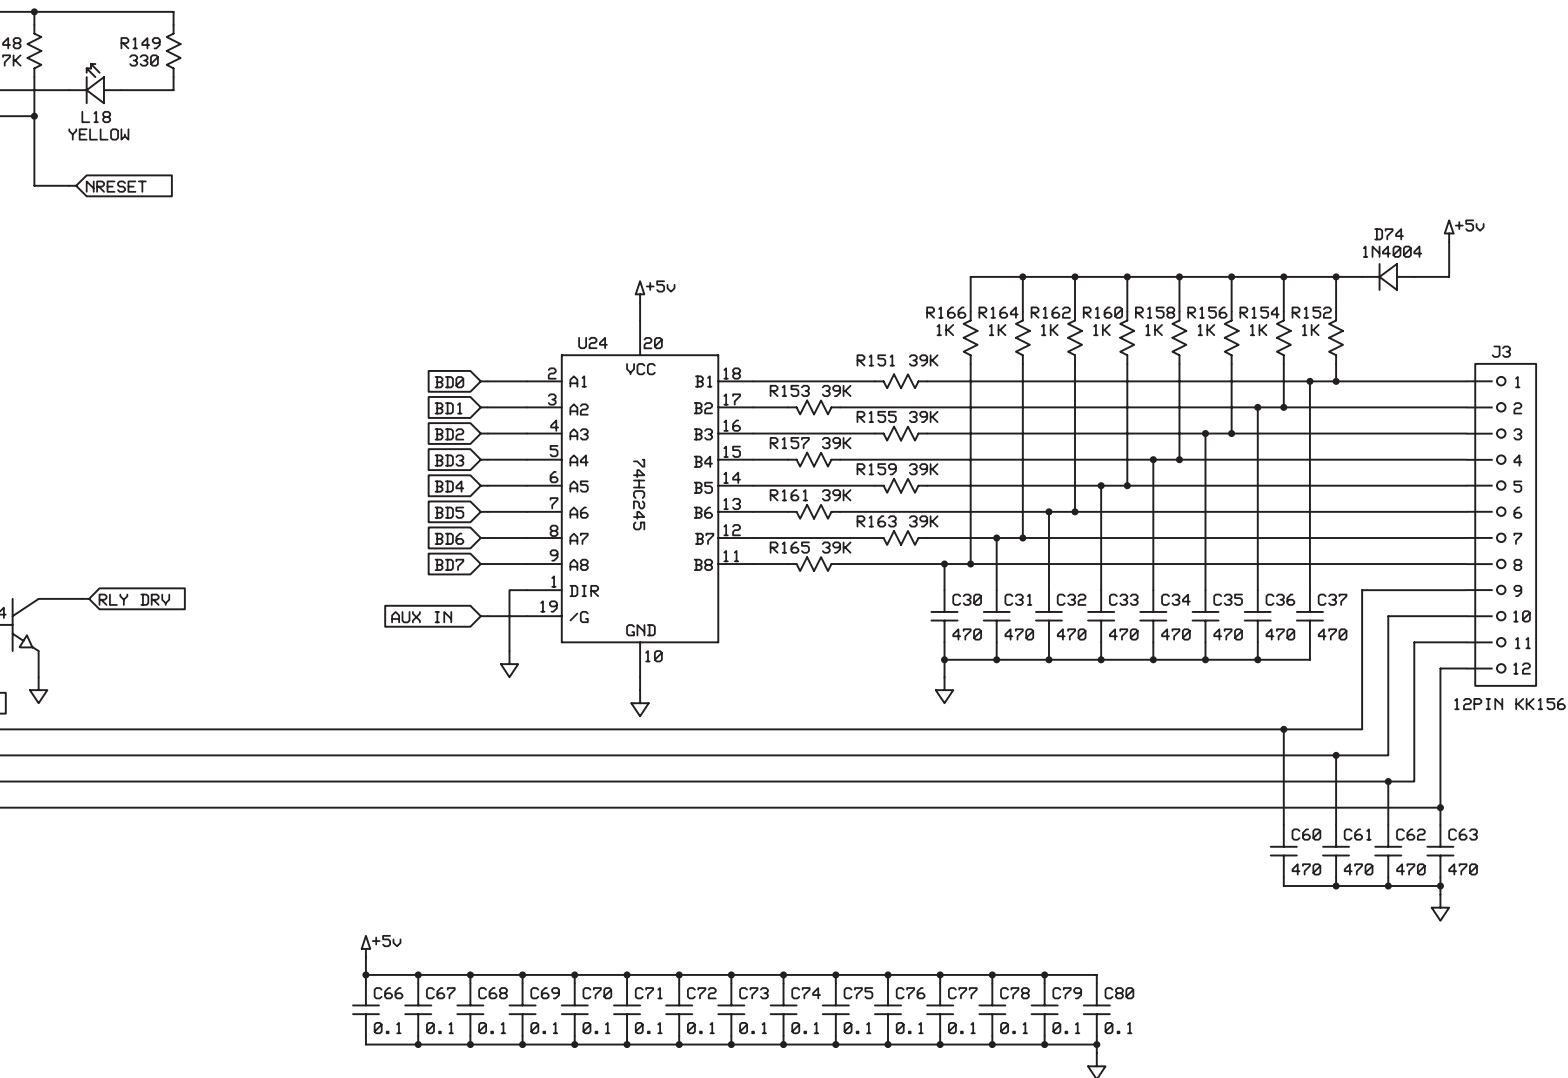 48
7K
R149
330
L18
YELLOW
NRESET
D74
1N4004
+5v
+5v
R166 R164 R162 R160 R158 R156 R154 R152
1K 1K 1K 1K 1K 1K 1K 1K
U24
20
VCC
J3
BD0 2 A1 B1 18 R151 39K 1
BD1 3 A2 B2 17 R153 39K 2
BD2 4 A3 B3 16 R155 39K 3
BD3 5 A4 B4 15 R157 39K 4
BD4 6 A5 B5 14 R159 39K 5
BD5 7 A6 B6 13 R161 39K 6
BD6 8 A7 B7 12 R163 39K 7
BD7 9 A8 B8 11 R165 39K 8
74HC245
1 DIR
9
AUX IN 19 /G
10
GND
10
11
12
12PIN KK156
4
RLY DRV
C30 C31 C32 C33 C34 C35 C36 C37
470 470 470 470 470 470 470 470
C60 C61 C62 C63
470 470 470 470
+5v
C66 C67 C68 C69 C70 C71 C72 C73 C74 C75 C76 C77 C78 C79 C80
0.1 0.1 0.1 0.1 0.1 0.1 0.1 0.1 0.1 0.1 0.1 0.1 0.1 0.1 0.1